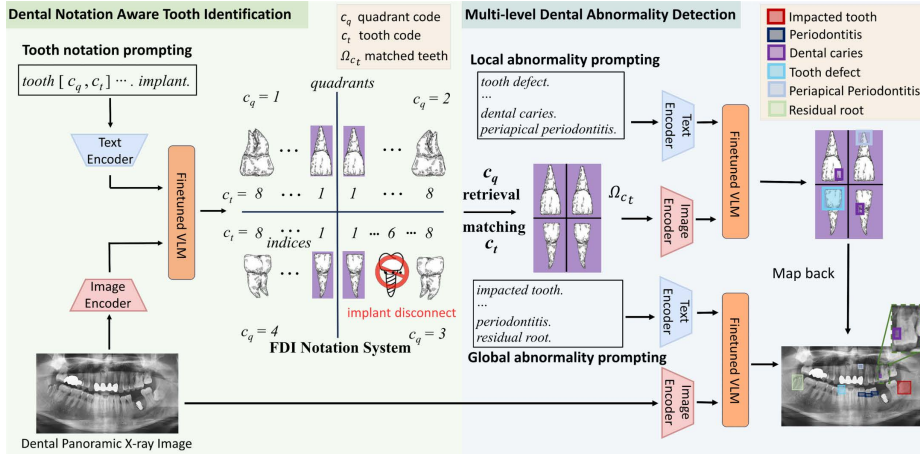 Dental Notation Aware Tooth Identification
c_q quadrant code
c_t tooth code
Ω_{c_t} matched teeth
Tooth notation prompting
tooth [ c_q, c_t ] ··· . implant.
Text
Encoder
Finetuned VLM
Image
Encoder
Dental Panoramic X-ray Image
quadrants
c_q = 1
c_q = 2
c_t = 8 ··· 1 1 ··· 8
c_t = 8 ··· 1 1 ··· 6 ··· 8
indices
implant disconnect
c_q = 4
c_q = 3
FDI Notation System
Multi-level Dental Abnormality Detection
Impacted tooth
Periodontitis
Dental caries
Tooth defect
Periapical Periodontitis
Residual root
Local abnormality prompting
tooth defect.
...
dental caries.
periapical periodontitis.
Text
Encoder
Finetuned VLM
c_q
retrieval
matching
c_t
Ω_{c_t}
Image
Encoder
Map back
impacted tooth.
...
periodontitis.
residual root.
Global abnormality prompting
Text
Encoder
Finetuned VLM
Image
Encoder